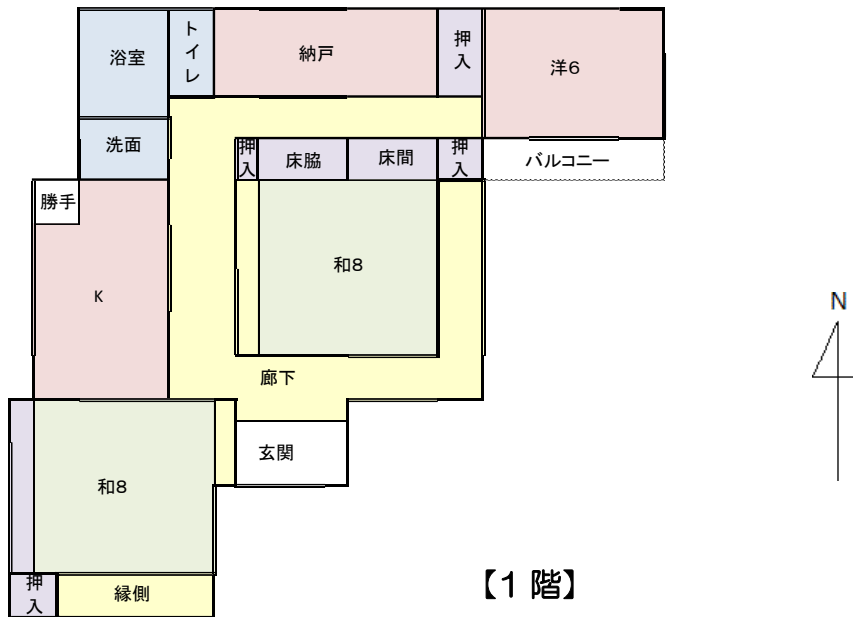 浴室
トイレ
納戸
押入
洋6
洗面
押入
床脇
床間
押入
バルコニー
勝手
和8
K
N
廊下
玄関
和8
押入
縁側
【1階】